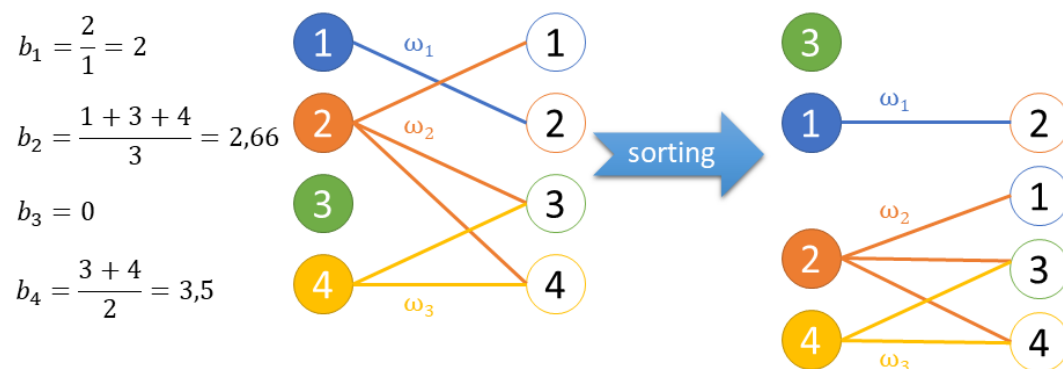 b₁ = 2/1 = 2
b₂ = (1 + 3 + 4)/3 = 2,66
b₃ = 0
b₄ = (3 + 4)/2 = 3,5
1 ω₁ 1
2 ω₂ 2
3 3
4 ω₃ 4
sorting
3
1 ω₁ 2
1
2 ω₂ 3
4 ω₃ 4